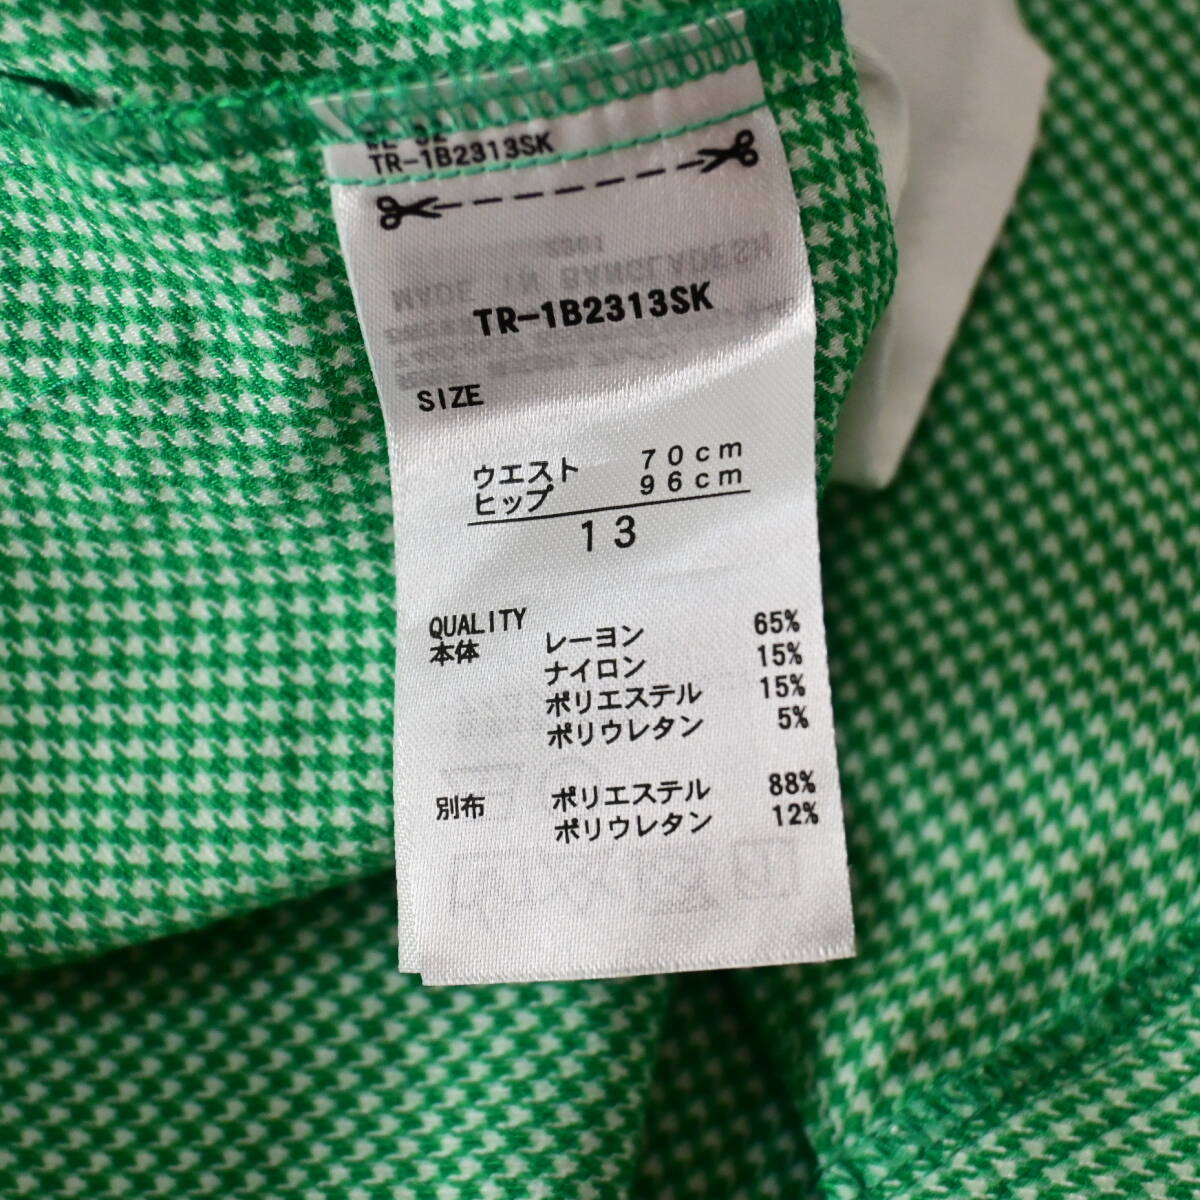 TR-1B2313SK
TR-1B2313SK
SIZE
ウエスト 70cm
ヒップ 96cm
13
QUALITY
本体 レーヨン 65%
ナイロン 15%
ポリエステル 15%
ポリウレタン 5%
別布 ポリエステル 88%
ポリウレタン 12%
MADE IN BANGLADESH